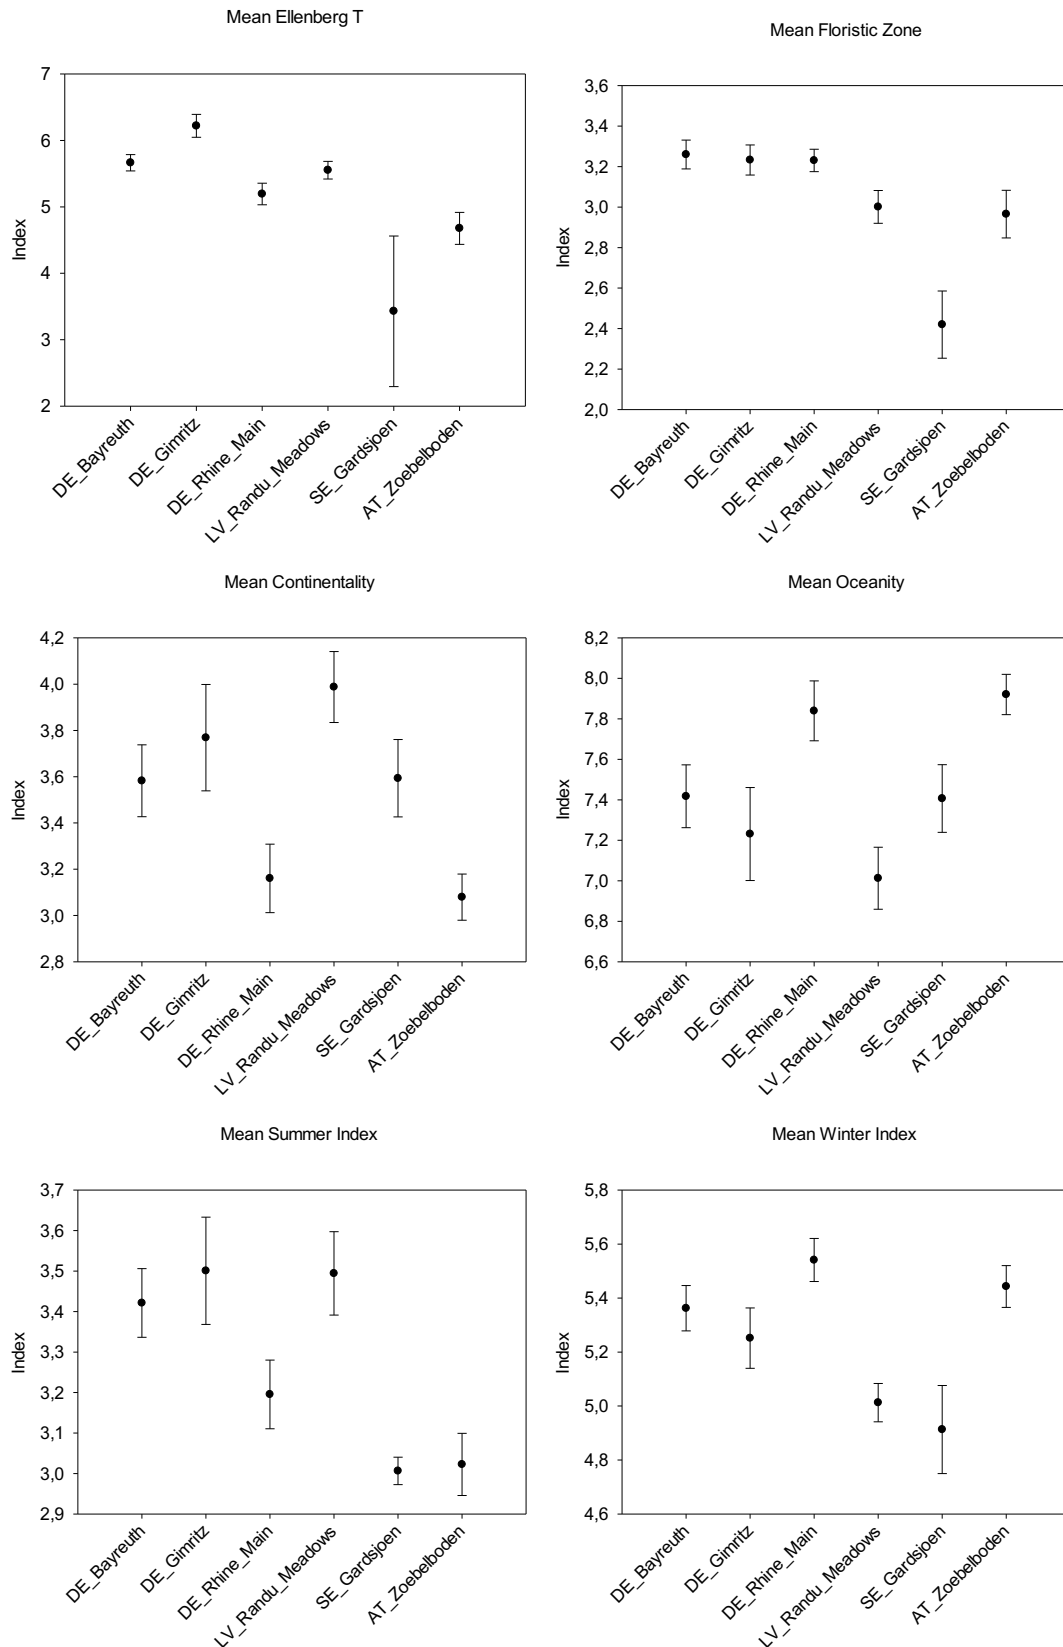 Mean Ellenberg T
7
6
5
4
3
2
Index
DE_Bayreuth
DE_Gimritz
DE_Rhine_Main
LV_Randu_Meadows
SE_Gardsjoen
AT_Zoebelboden
Mean Floristic Zone
3,6
3,4
3,2
3,0
2,8
2,6
2,4
2,2
2,0
Index
DE_Bayreuth
DE_Gimritz
DE_Rhine_Main
LV_Randu_Meadows
SE_Gardsjoen
AT_Zoebelboden
Mean Continentality
4,2
4,0
3,8
3,6
3,4
3,2
3,0
2,8
Index
DE_Bayreuth
DE_Gimritz
DE_Rhine_Main
LV_Randu_Meadows
SE_Gardsjoen
AT_Zoebelboden
Mean Oceanity
8,2
8,0
7,8
7,6
7,4
7,2
7,0
6,8
6,6
Index
DE_Bayreuth
DE_Gimritz
DE_Rhine_Main
LV_Randu_Meadows
SE_Gardsjoen
AT_Zoebelboden
Mean Summer Index
3,7
3,6
3,5
3,4
3,3
3,2
3,1
3,0
2,9
Index
DE_Bayreuth
DE_Gimritz
DE_Rhine_Main
LV_Randu_Meadows
SE_Gardsjoen
AT_Zoebelboden
Mean Winter Index
5,8
5,6
5,4
5,2
5,0
4,8
4,6
Index
DE_Bayreuth
DE_Gimritz
DE_Rhine_Main
LV_Randu_Meadows
SE_Gardsjoen
AT_Zoebelboden